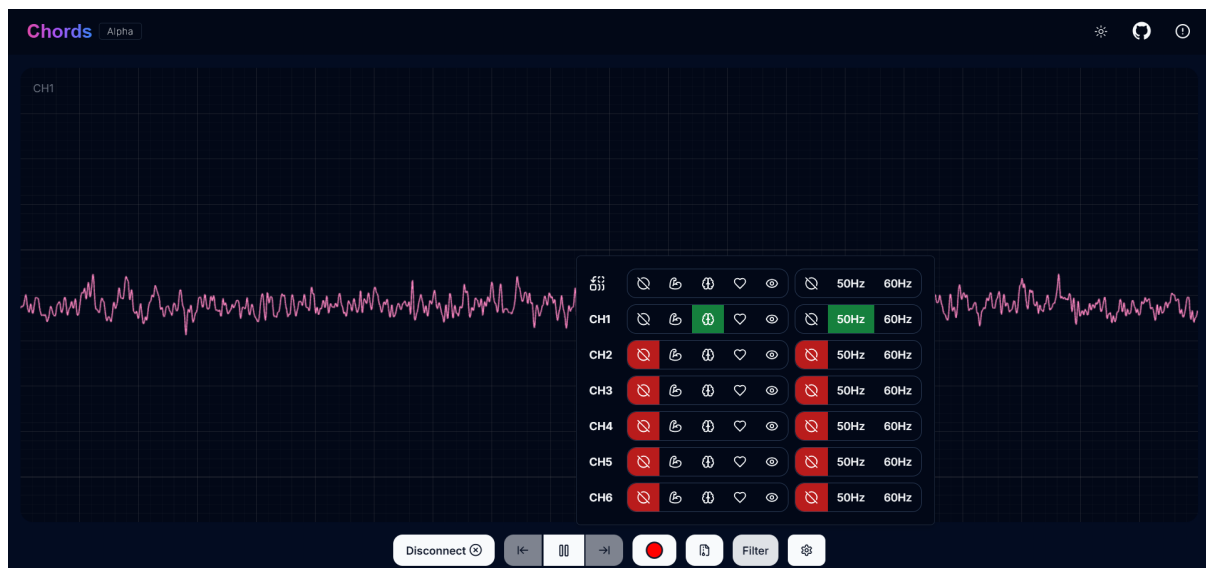 Chords Alpha
CH1
50Hz 60Hz
CH1 50Hz 60Hz
CH2 50Hz 60Hz
CH3 50Hz 60Hz
CH4 50Hz 60Hz
CH5 50Hz 60Hz
CH6 50Hz 60Hz
Disconnect Filter